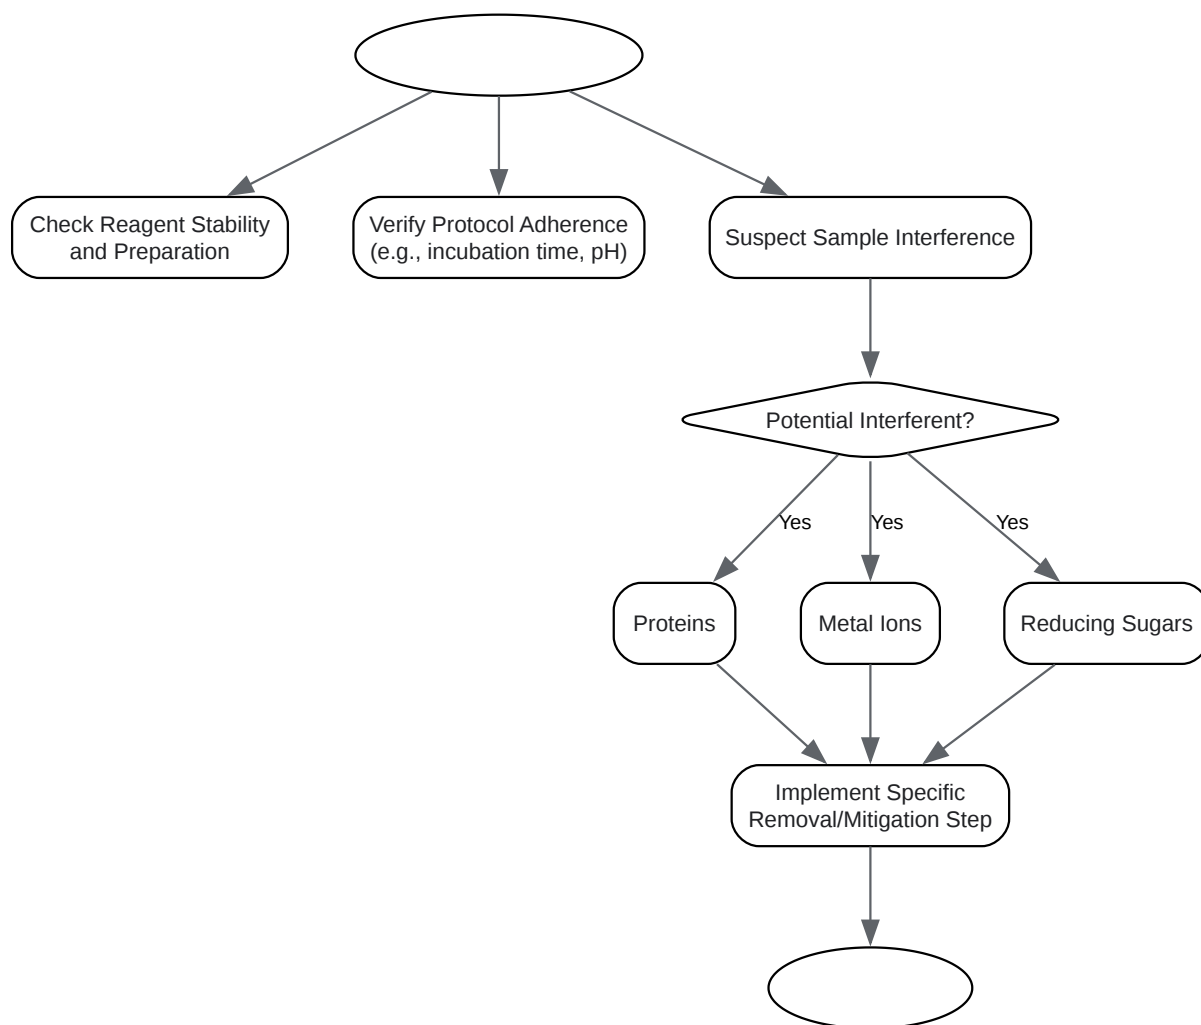 Check Reagent Stability
and Preparation
Verify Protocol Adherence
(e.g., incubation time, pH)
Suspect Sample Interference
Potential Interferent?
Yes
Yes
Yes
Proteins
Metal Ions
Reducing Sugars
Implement Specific
Removal/Mitigation Step